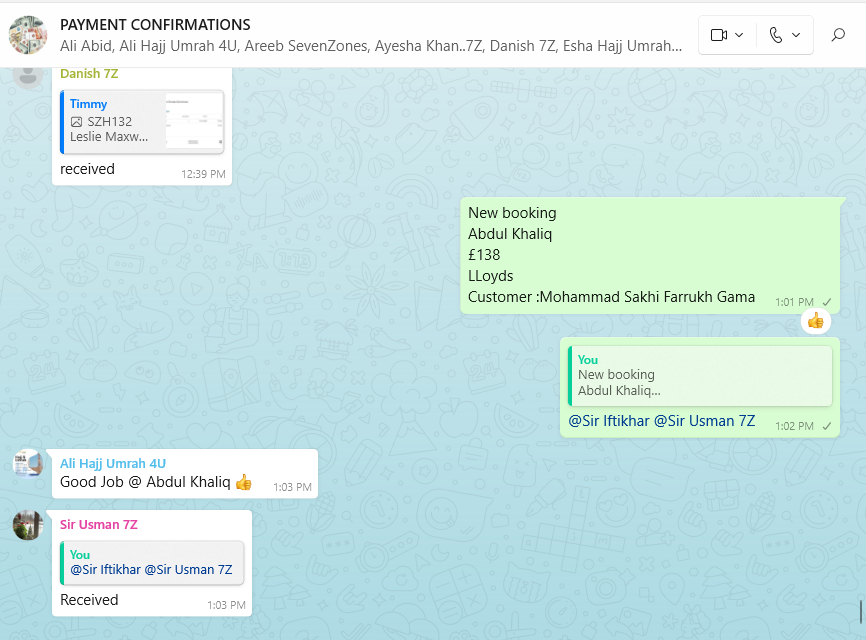 PAYMENT CONFIRMATIONS
Ali Abid, Ali Hajj Umrah 4U, Areeb SevenZones, Ayesha Khan..7Z, Danish 7Z, Esha Hajj Umrah...
Danish 7Z
Timmy
SZH132
Leslie Maxw...
received
12:39 PM
New booking
Abdul Khaliq
£138
LLoyds
Customer :Mohammad Sakhi Farrukh Gama
1:01 PM
You
New booking
Abdul Khaliq...
@Sir Iftikhar @Sir Usman 7Z
1:02 PM
Ali Hajj Umrah 4U
Good Job @ Abdul Khaliq 👍
1:03 PM
Sir Usman 7Z
You
@Sir Iftikhar @Sir Usman 7Z
Received
1:03 PM